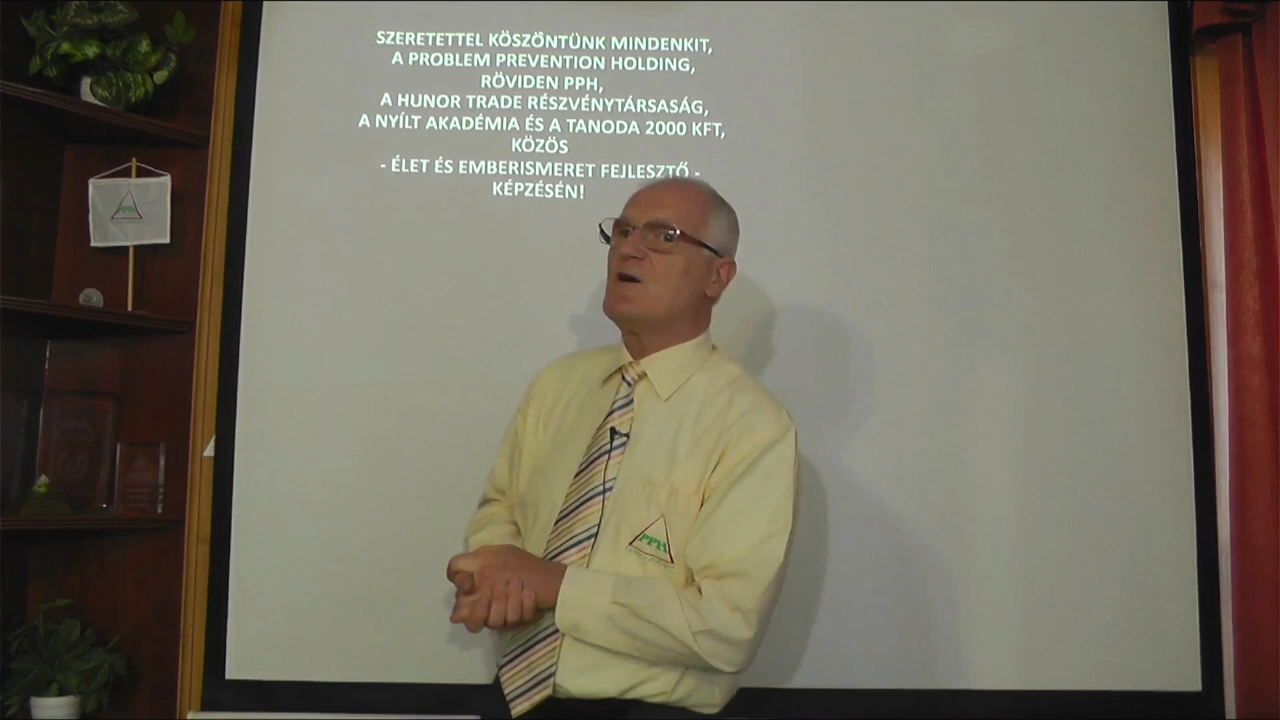 SZERETETTEL KÖSZÖNTÜNK MINDENKIT,
A PROBLEM PREVENTION HOLDING,
RÖVIDEN PPH,
A HUNOR TRADE RÉSZVÉNYTÁRSASÁG,
A NYÍLT AKADÉMIA ÉS A TANODA 2000 KFT,
KÖZÖS
- ÉLET ÉS EMBERISMERET FEJLESZTŐ -
KÉPZÉSÉN!
PPH
PPH